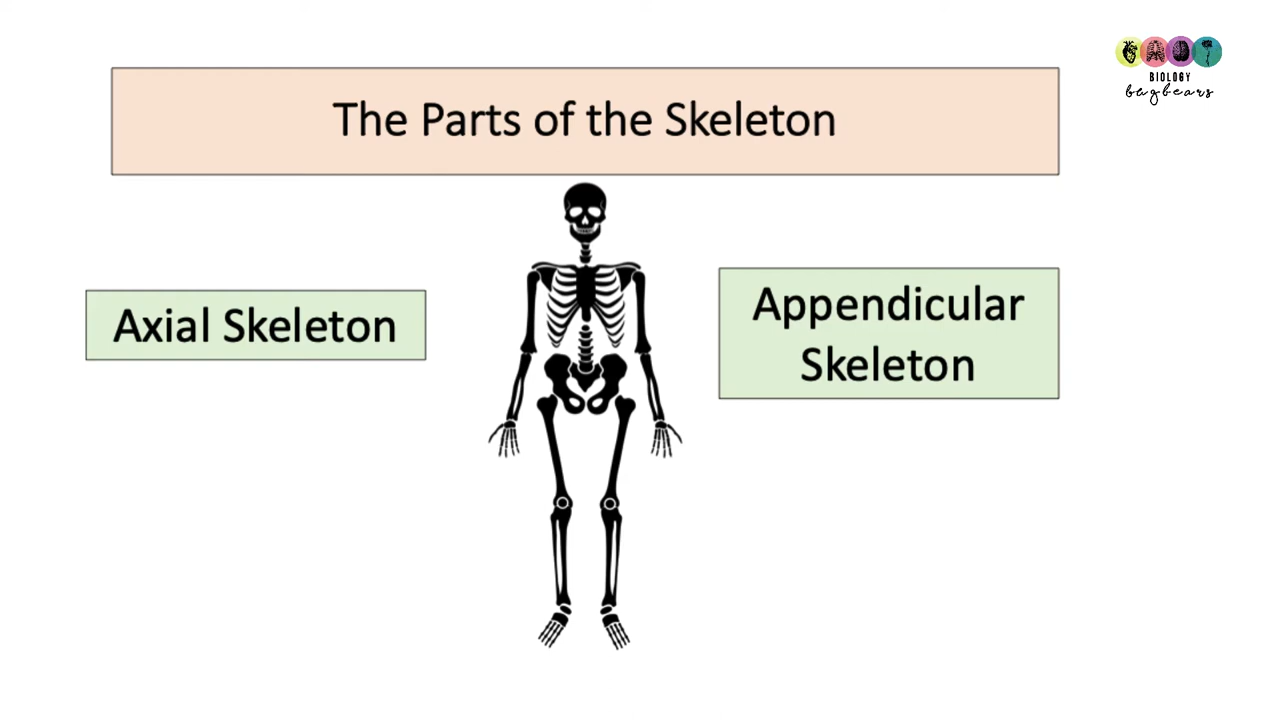 BIOLOGY
bugbears
The Parts of the Skeleton
Axial Skeleton
Appendicular
Skeleton